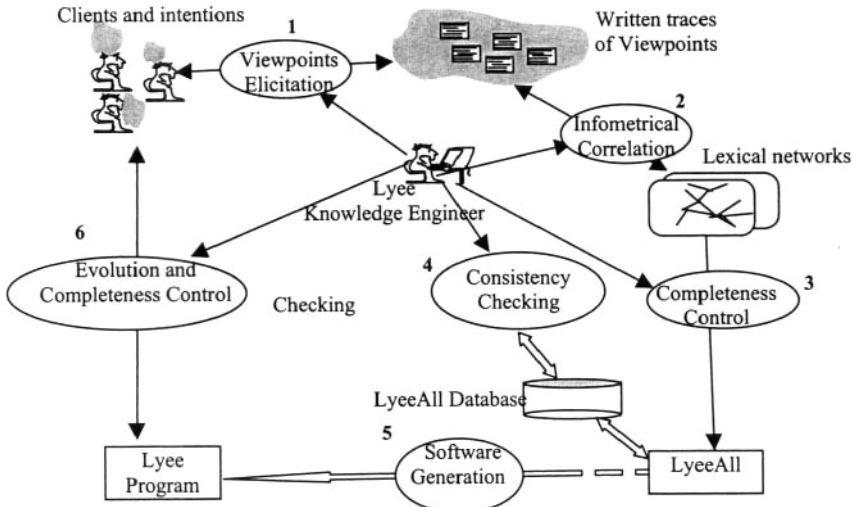 Clients and intentions
1
Viewpoints
Elicitation
Written traces
of Viewpoints
2
Infometrical
Correlation
Lexical networks
Lyee
Knowledge Engineer
6
Evolution and
Completeness Control
Checking
4
Consistency
Checking
3
Completeness
Control
LyeeAll Database
5
Software
Generation
Lyee
Program
LyeeAll